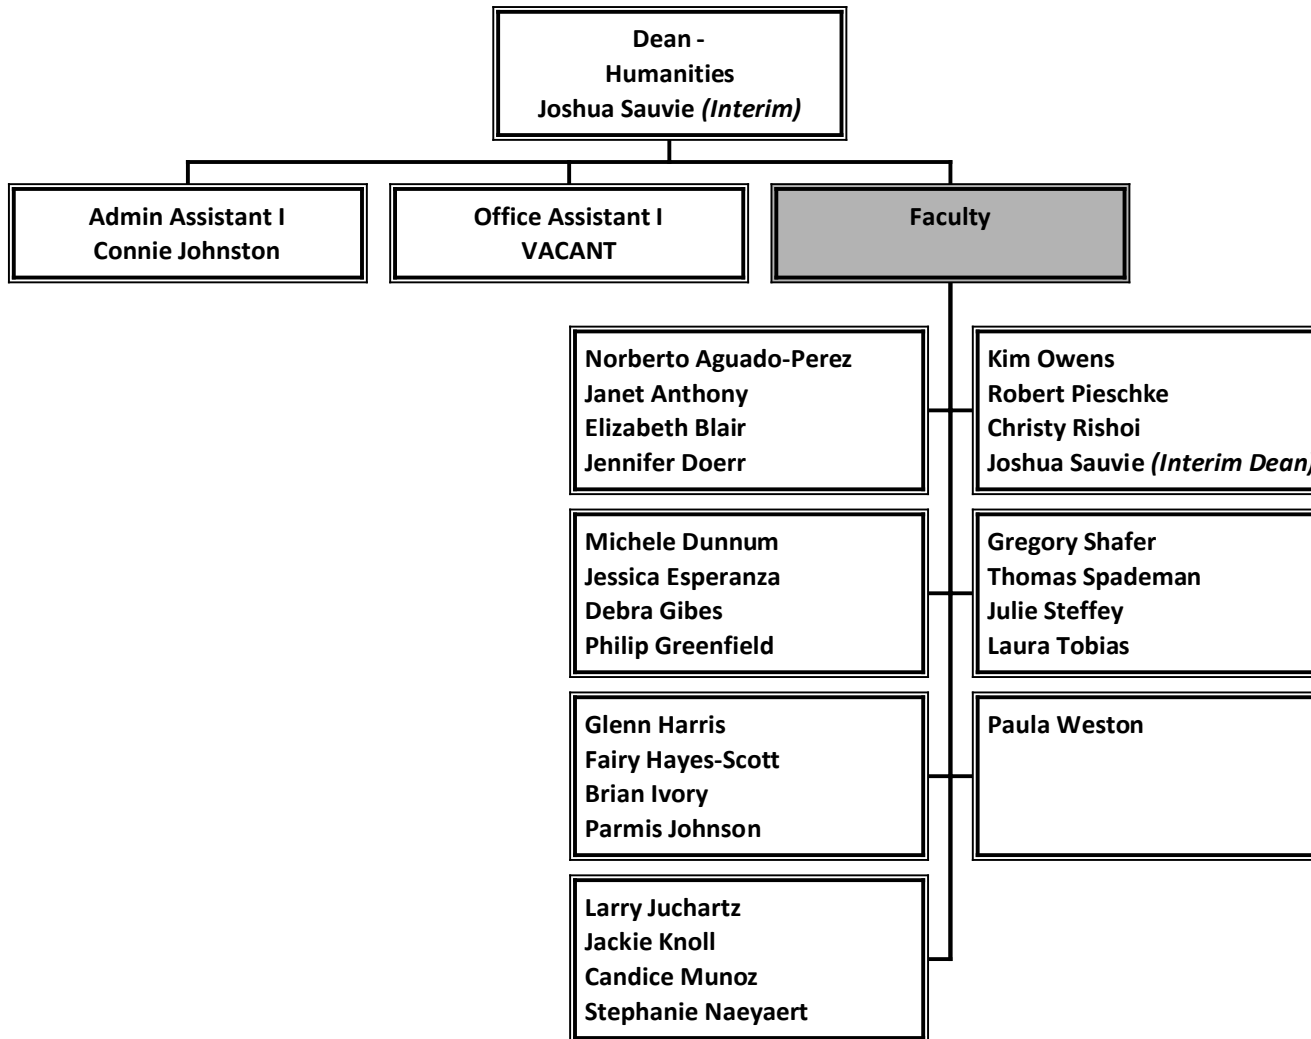 Dean -
Humanities
Joshua Sauvie (Interim)
Admin Assistant I
Connie Johnston
Office Assistant I
VACANT
Faculty
Norberto Aguado-Perez
Janet Anthony
Elizabeth Blair
Jennifer Doerr
Kim Owens
Robert Pieschke
Christy Rishoi
Joshua Sauvie (Interim Dean)
Michele Dunnum
Jessica Esperanza
Debra Gibes
Philip Greenfield
Gregory Shafer
Thomas Spademan
Julie Steffey
Laura Tobias
Glenn Harris
Fairy Hayes-Scott
Brian Ivory
Parmis Johnson
Paula Weston
Larry Juchartz
Jackie Knoll
Candice Munoz
Stephanie Naeyaert